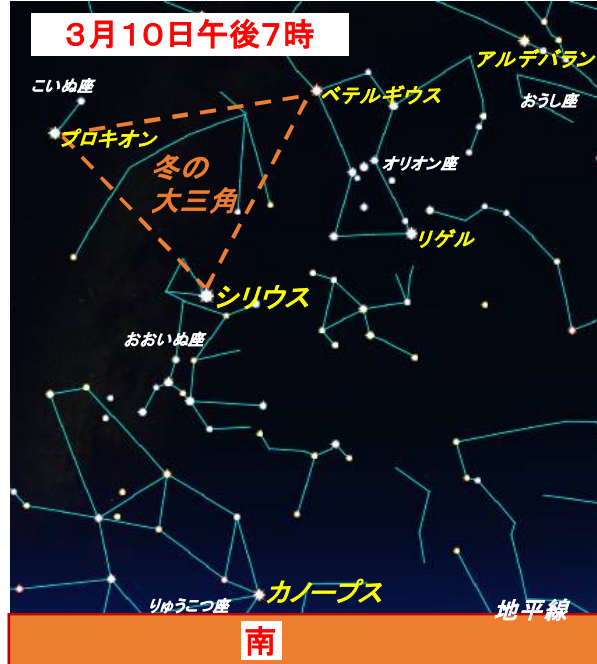 3月10日午後7時
アルデバラン
こいぬ座
ベテルギウス
おうし座
プロキオン
冬の
大三角
オリオン座
リゲル
シリウス
おおいぬ座
カノープス
りゅうこつ座
地平線
南